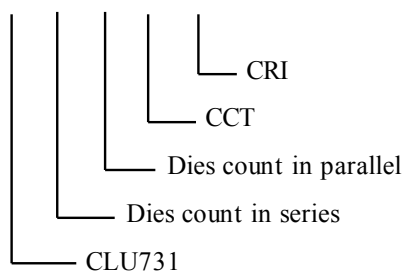 CRI
CCT
Dies count in parallel
Dies count in series
CLU731